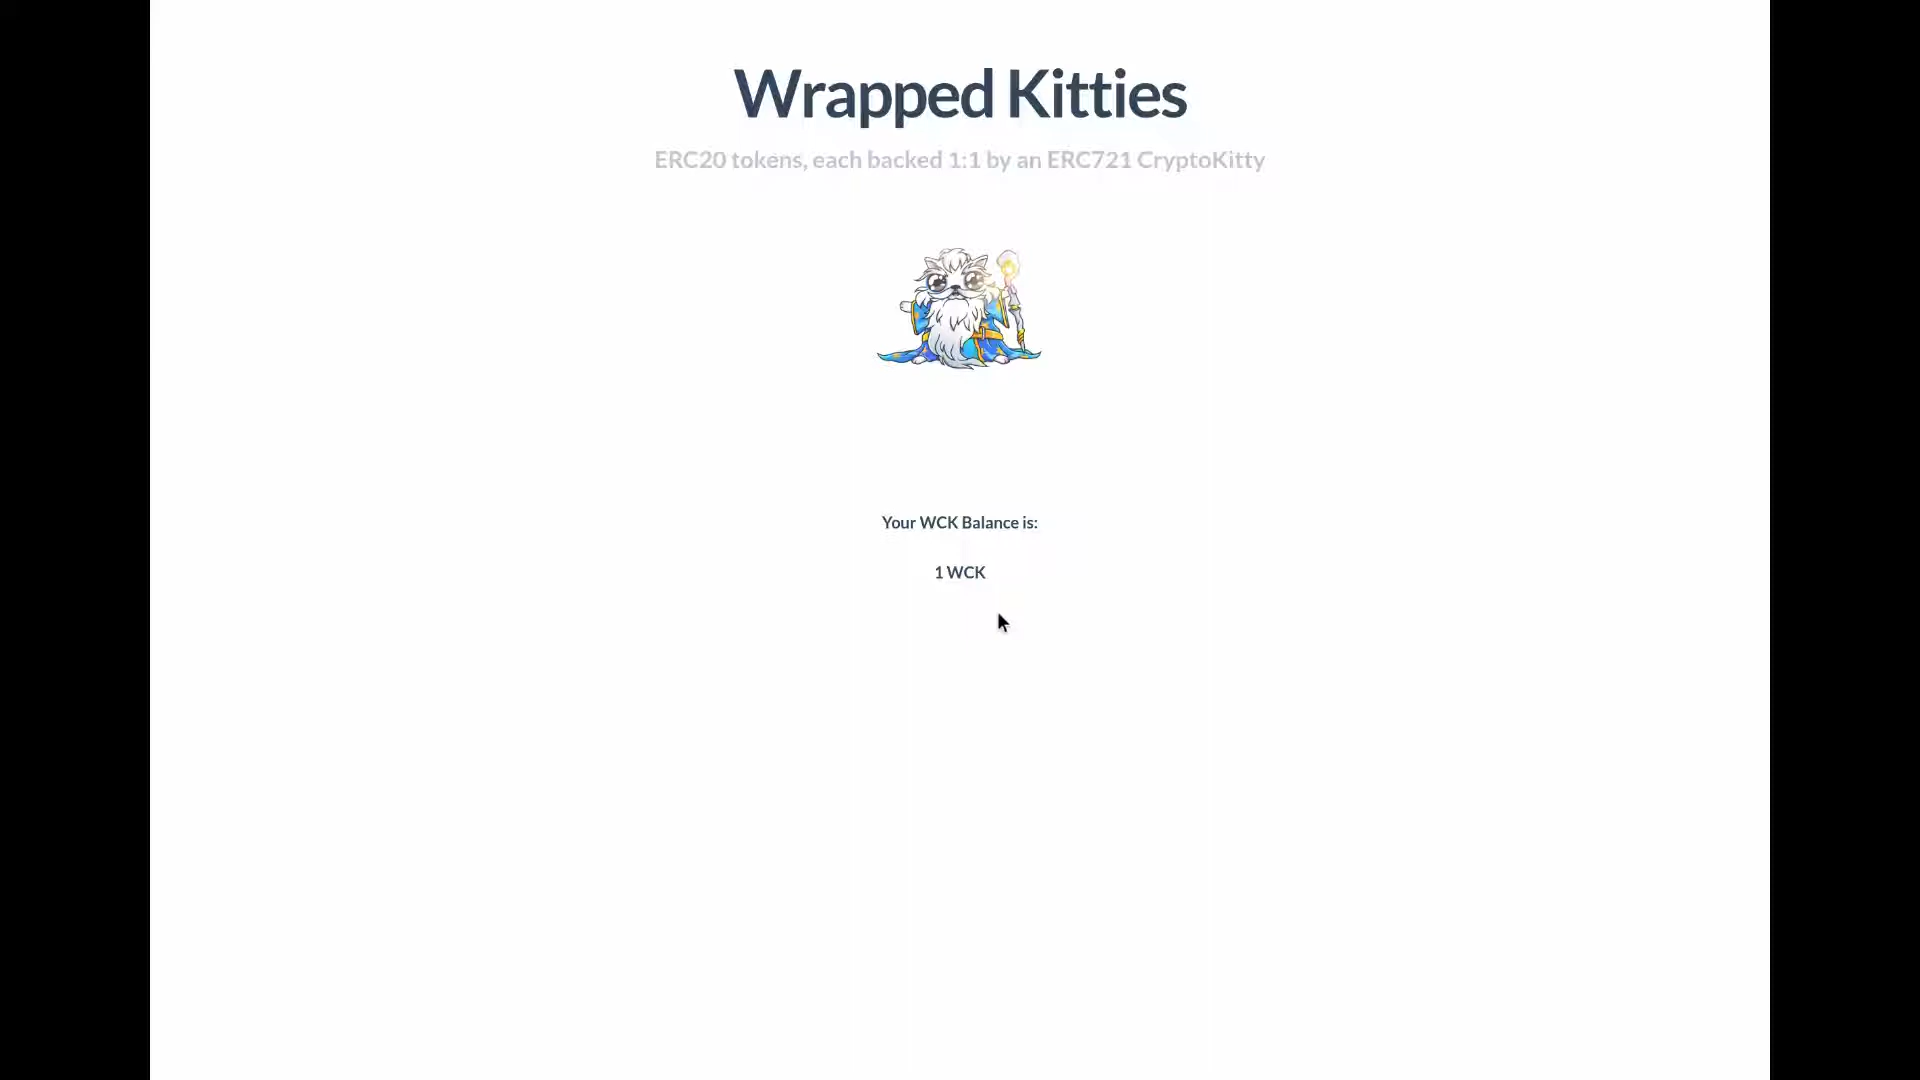 Wrapped Kitties
ERC20 tokens, each backed 1:1 by an ERC721 CryptoKitty
Your WCK Balance is:
1 WCK